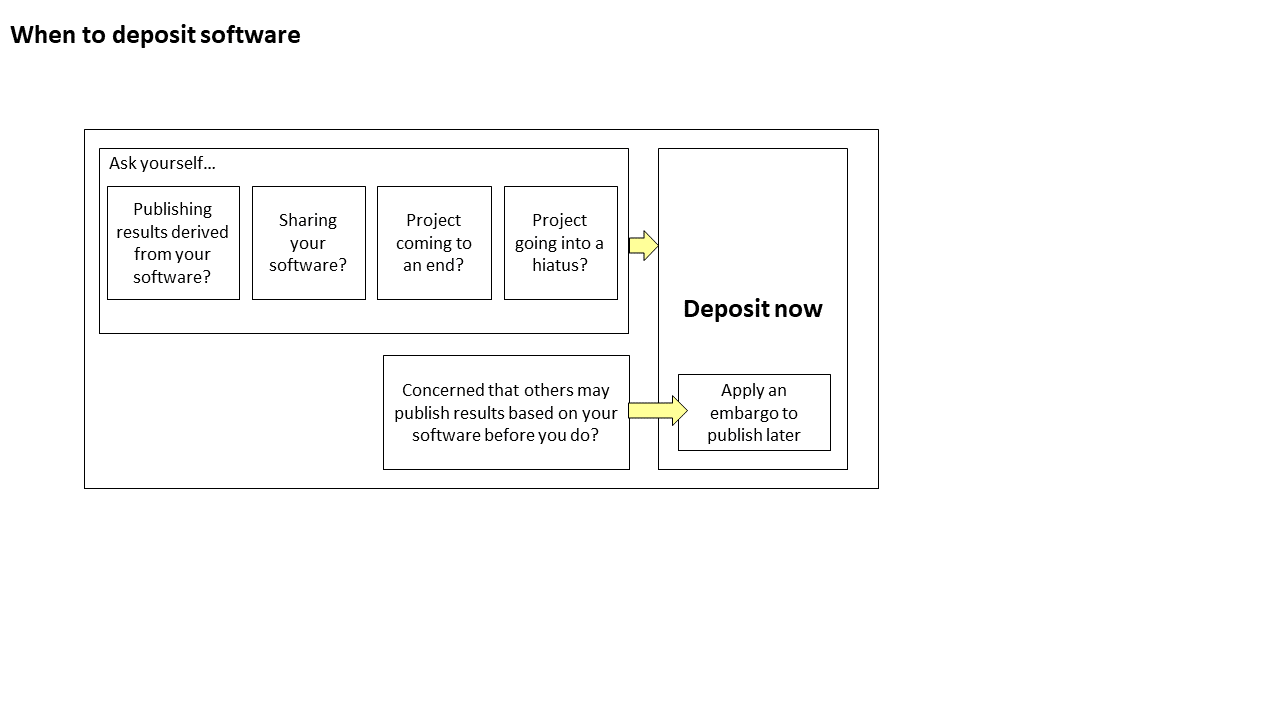 When to deposit software
Ask yourself...
Publishing
results derived
from your
software?
Sharing
your
software?
Project
coming to
an end?
Project
going into a
hiatus?
Deposit now
Concerned that others may
publish results based on your
software before you do?
Apply an
embargo to
publish later